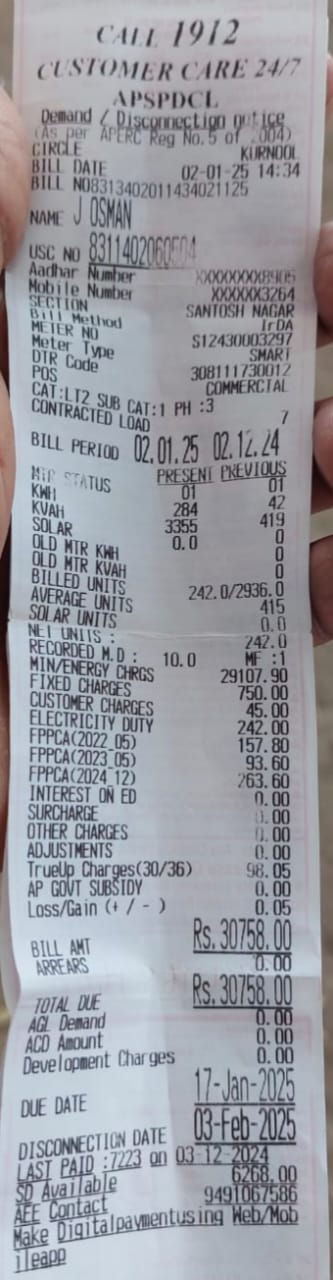 CALL 1912
CUSTOMER CARE 24/7
APSPDCL
Demand / Disconnection notice
(As per APERC Reg No.5 of 2004)
CIRCLE KURNOOL
BILL DATE 02-01-25 14:34
BILL NO8313402011434021125
NAME J OSMAN
USC NO 8311402060504
Aadhar Number XXXXXXXX8905
Mobile Number XXXXXX3264
SECTION SANTOSH NAGAR
Bill Method IrDA
METER NO S12430003297
Meter Type SMART
DTR Code 308111730012
POS COMMERCIAL
CAT:LT2 SUB CAT:1 PH :3
CONTRACTED LOAD 7
BILL PERIOD 02.01.25 02.12.24
PRESENT PREVIOUS
MTR STATUS 01 01
KWH 284 42
KVAH 3355 419
SOLAR 0.0 0
OLD MTR KWH 0
OLD MTR KVAH 0
BILLED UNITS 242.0/2936.0
AVERAGE UNITS 415
SOLAR UNITS 0.0
NET UNITS : 242.0
RECORDED M.D: 10.0 MF :1
MIN/ENERGY CHRGS 29107.90
FIXED CHARGES 750.00
CUSTOMER CHARGES 45.00
ELECTRICITY DUTY 242.00
FPPCA(2022_05) 157.80
FPPCA(2023_05) 93.60
FPPCA(2024_12) 263.60
INTEREST ON ED 0.00
SURCHARGE 0.00
OTHER CHARGES 0.00
ADJUSTMENTS 0.00
TrueUp Charges(30/36) 98.05
AP GOVT SUBSIDY 0.00
Loss/Gain (+ / - ) 0.05
BILL AMT Rs. 30758.00
ARREARS 0.00
TOTAL DUE Rs. 30758.00
AGL Demand 0.00
ACD Amount 0.00
Development Charges 0.00
DUE DATE 17-Jan-2025
DISCONNECTION DATE 03-Feb-2025
LAST PAID :7223 on 03-12-2024
SD Available 6268.00
AEE Contact 9491067586
Make Digitalpaymentusing Web/Mob
ileapp